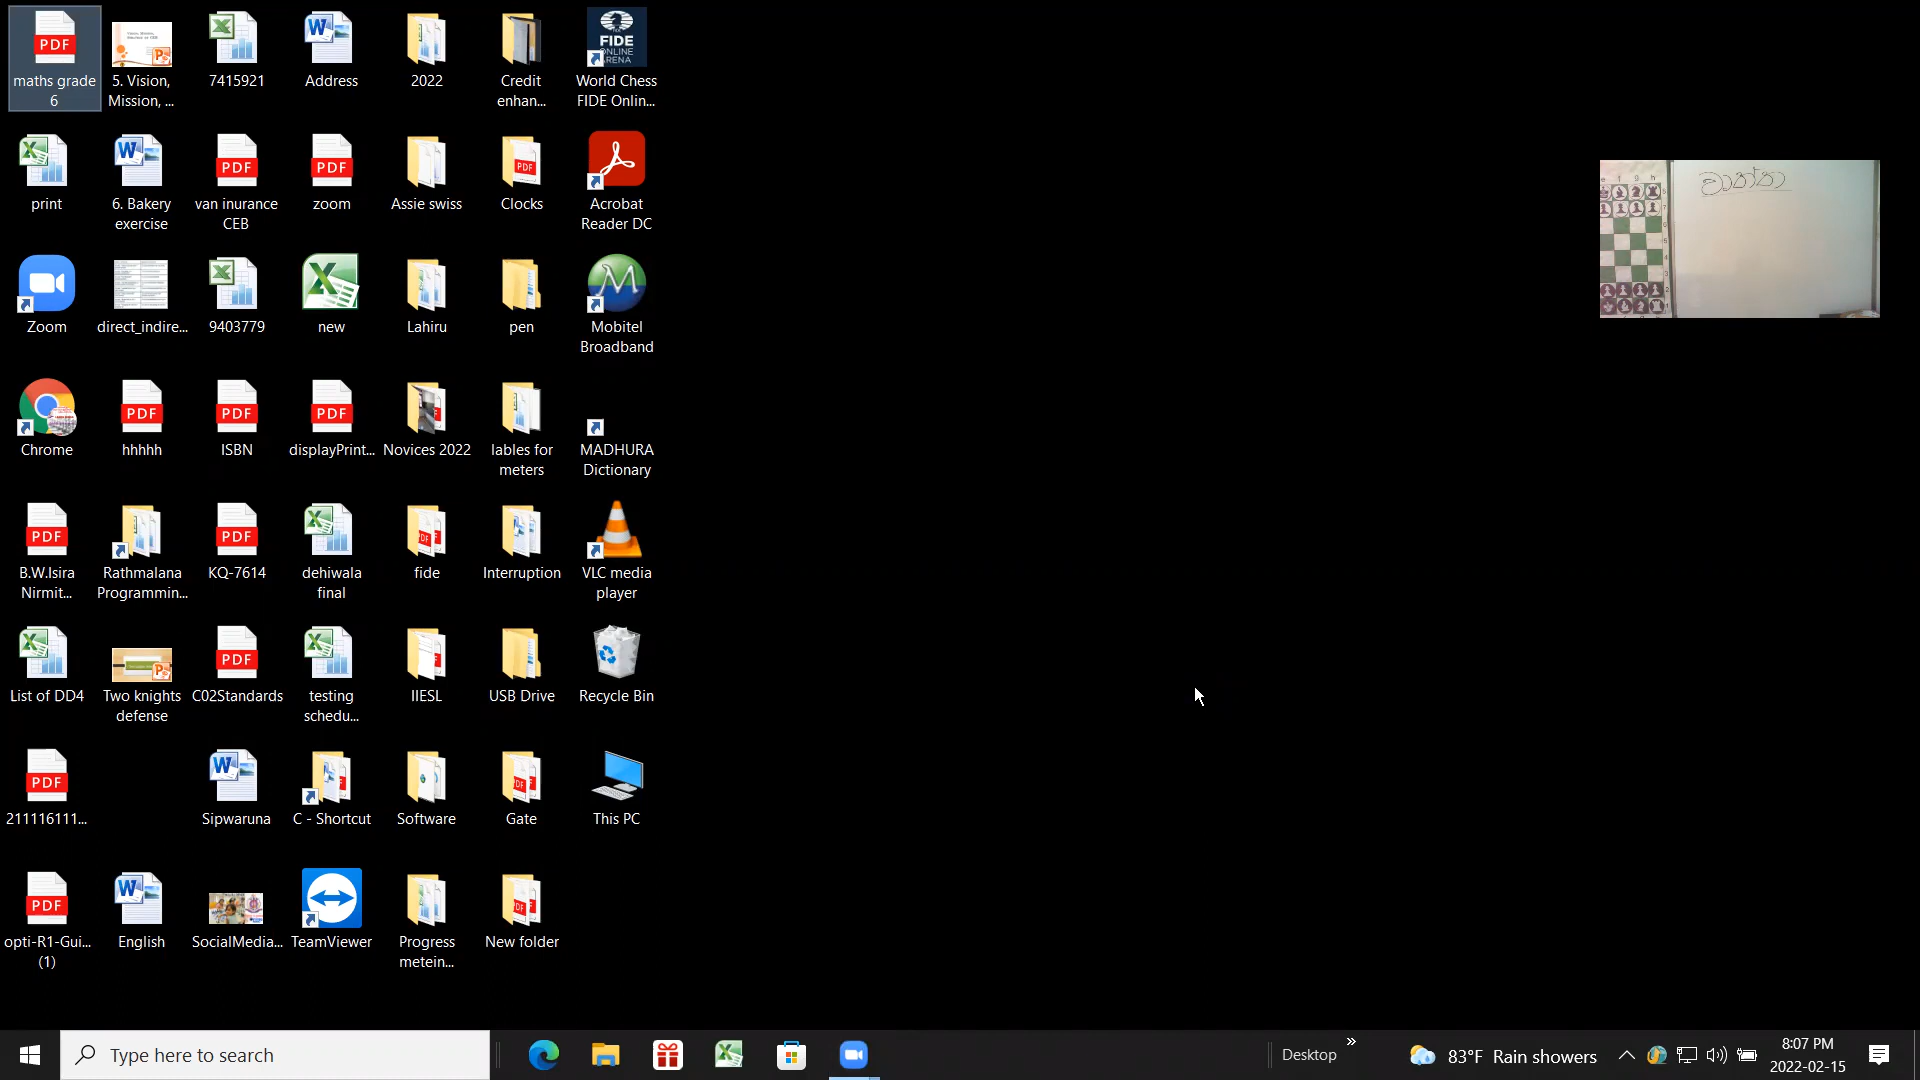 maths grade
6
5. Vision,
Mission, ...
7415921
Address
2022
Credit
enhan...
FIDE
ONLINE
ARENA
World Chess
FIDE Onlin...
print
6. Bakery
exercise
van inurance
CEB
zoom
Assie swiss
Clocks
Acrobat
Reader DC
Zoom
direct_indire...
9403779
new
Lahiru
pen
Mobitel
Broadband
Chrome
hhhhh
ISBN
displayPrint...
Novices 2022
lables for
meters
MADHURA
Dictionary
B.W.Isira
Nirmit...
Rathmalana
Programmin...
KQ-7614
dehiwala
final
fide
Interruption
VLC media
player
List of DD4
Two knights
defense
C02Standards
testing
schedu...
IIESL
USB Drive
Recycle Bin
211116111...
Sipwaruna
C - Shortcut
Software
Gate
This PC
opti-R1-Gui...
(1)
English
SocialMedia...
TeamViewer
Progress
metein...
New folder
Type here to search
Desktop
83°F Rain showers
8:07 PM
2022-02-15